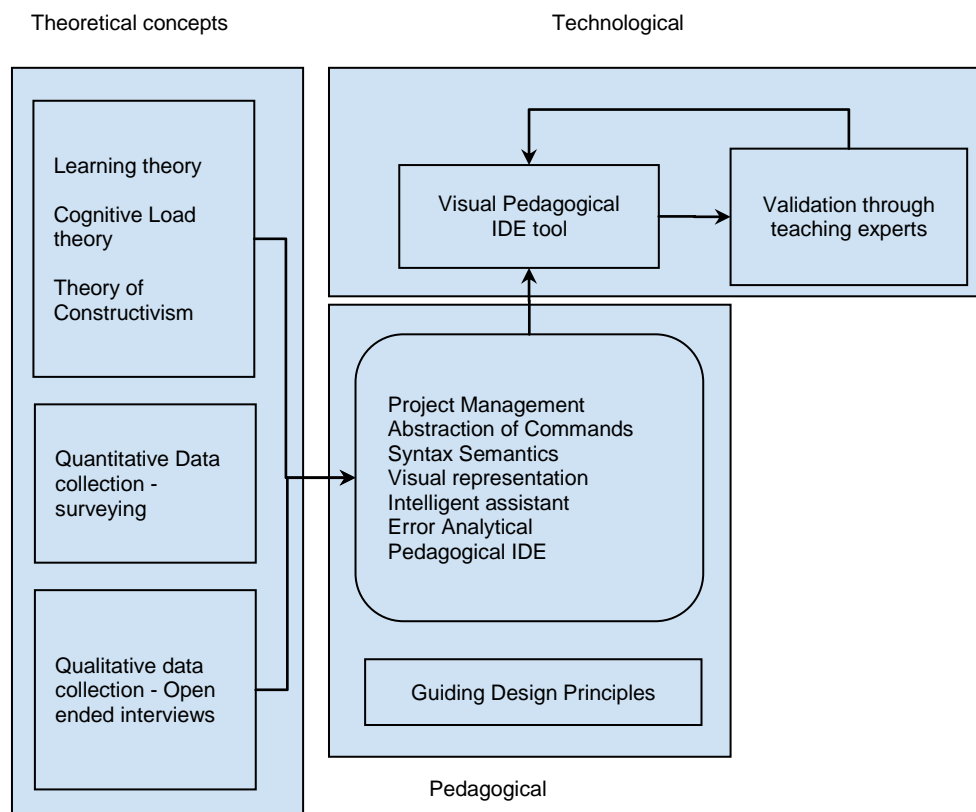 Theoretical concepts
Technological
Learning theory
Cognitive Load
theory
Theory of
Constructivism
Quantitative Data
collection -
surveying
Qualitative data
collection - Open
ended interviews
Visual Pedagogical
IDE tool
Validation through
teaching experts
Project Management
Abstraction of Commands
Syntax Semantics
Visual representation
Intelligent assistant
Error Analytical
Pedagogical IDE
Guiding Design Principles
Pedagogical